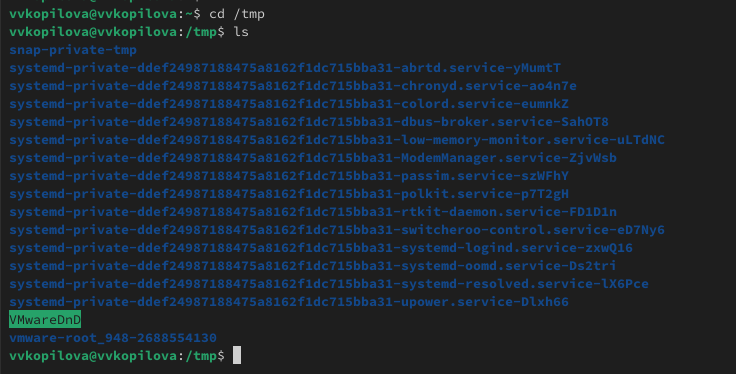 vvkopilova@vvkopilova:~$ cd /tmp
vvkopilova@vvkopilova:/tmp$ ls
snap-private-tmp
systemd-private-ddef24987188475a8162f1dc715bba31-abrtd.service-yMumtT
systemd-private-ddef24987188475a8162f1dc715bba31-chronyd.service-ao4n7e
systemd-private-ddef24987188475a8162f1dc715bba31-colord.service-eumnkZ
systemd-private-ddef24987188475a8162f1dc715bba31-dbus-broker.service-SahOT8
systemd-private-ddef24987188475a8162f1dc715bba31-low-memory-monitor.service-uLTdNC
systemd-private-ddef24987188475a8162f1dc715bba31-ModemManager.service-ZjvWsb
systemd-private-ddef24987188475a8162f1dc715bba31-passim.service-szWFhY
systemd-private-ddef24987188475a8162f1dc715bba31-polkit.service-p7T2gH
systemd-private-ddef24987188475a8162f1dc715bba31-rtkit-daemon.service-FD1D1n
systemd-private-ddef24987188475a8162f1dc715bba31-switcheroo-control.service-eD7Ny6
systemd-private-ddef24987188475a8162f1dc715bba31-systemd-logind.service-zxwQ16
systemd-private-ddef24987188475a8162f1dc715bba31-systemd-oomd.service-Ds2tri
systemd-private-ddef24987188475a8162f1dc715bba31-systemd-resolved.service-lX6Pce
systemd-private-ddef24987188475a8162f1dc715bba31-upower.service-Dlxh66
VMwareDnD
vmware-root_948-2688554130
vvkopilova@vvkopilova:/tmp$